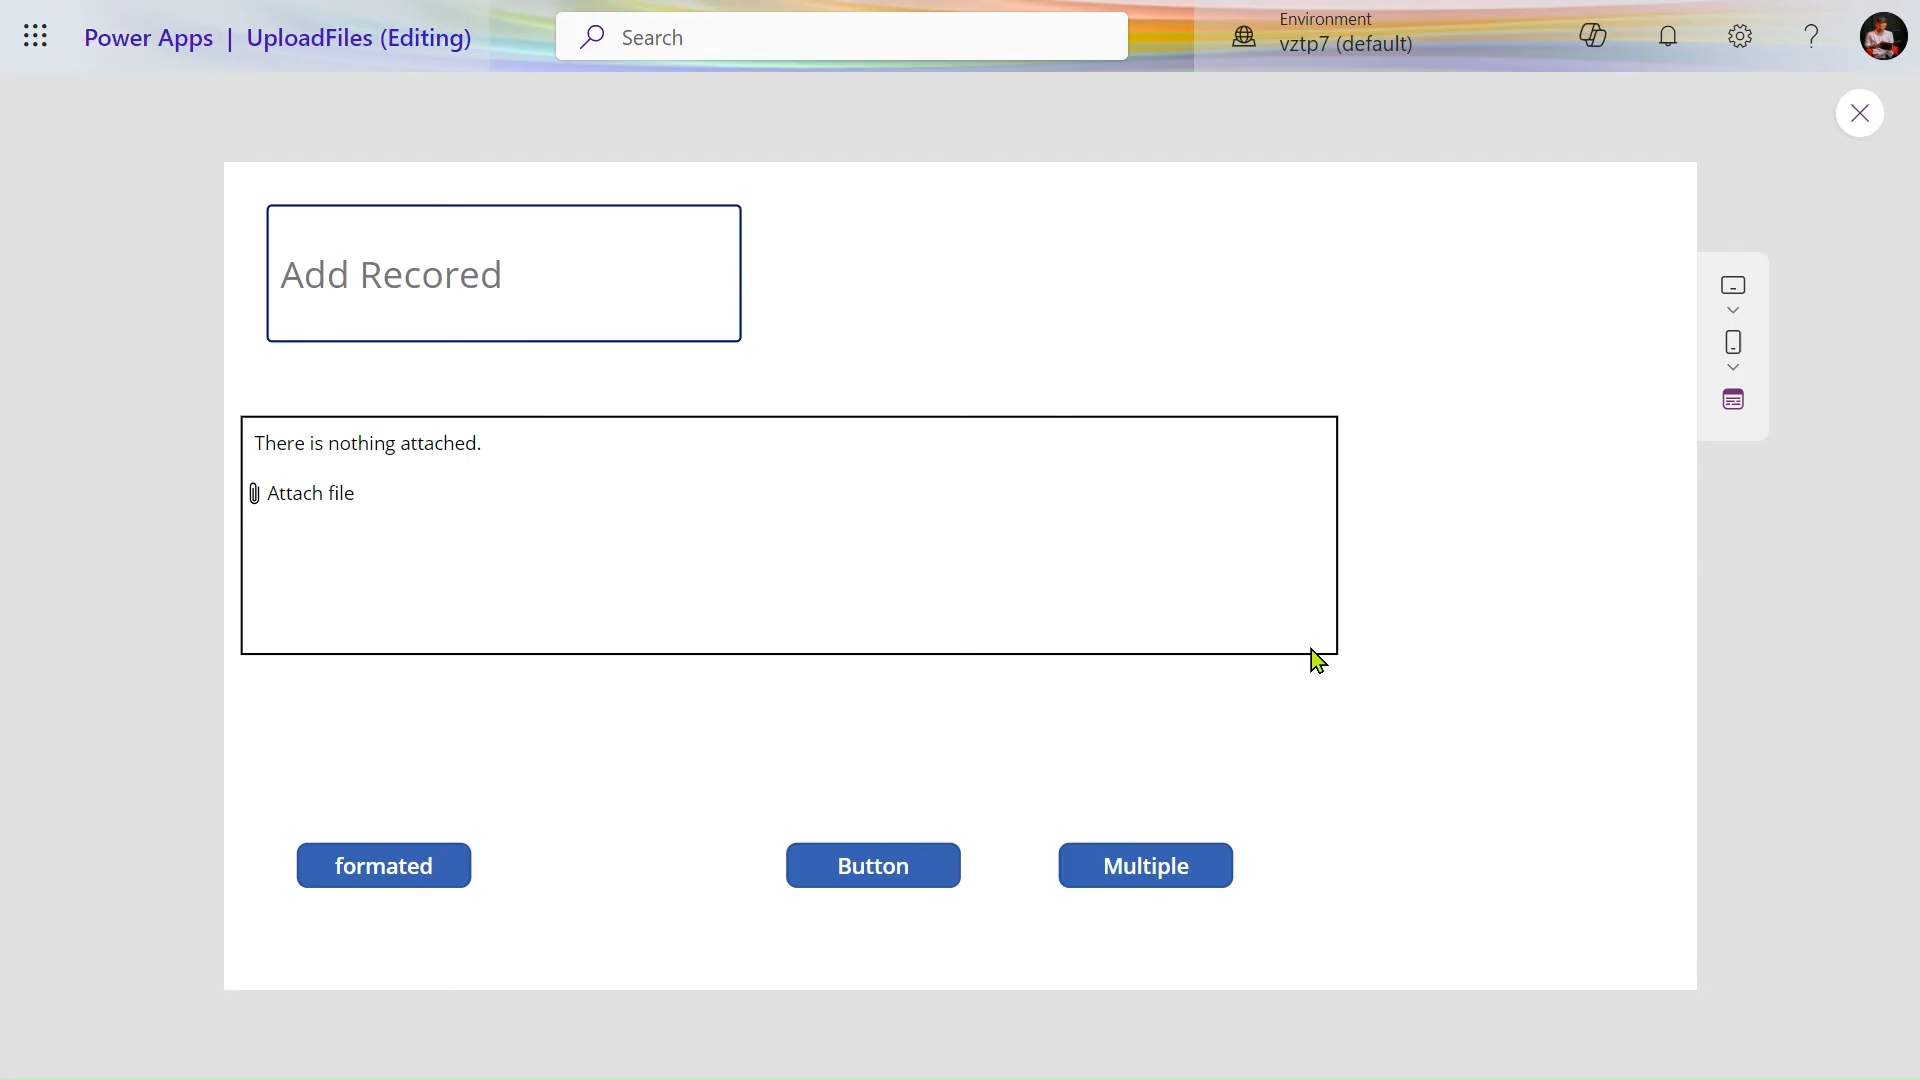 Power Apps | UploadFiles (Editing)
Search
Environment
vztp7 (default)
Add Recored
There is nothing attached.
Attach file
formated
Button
Multiple